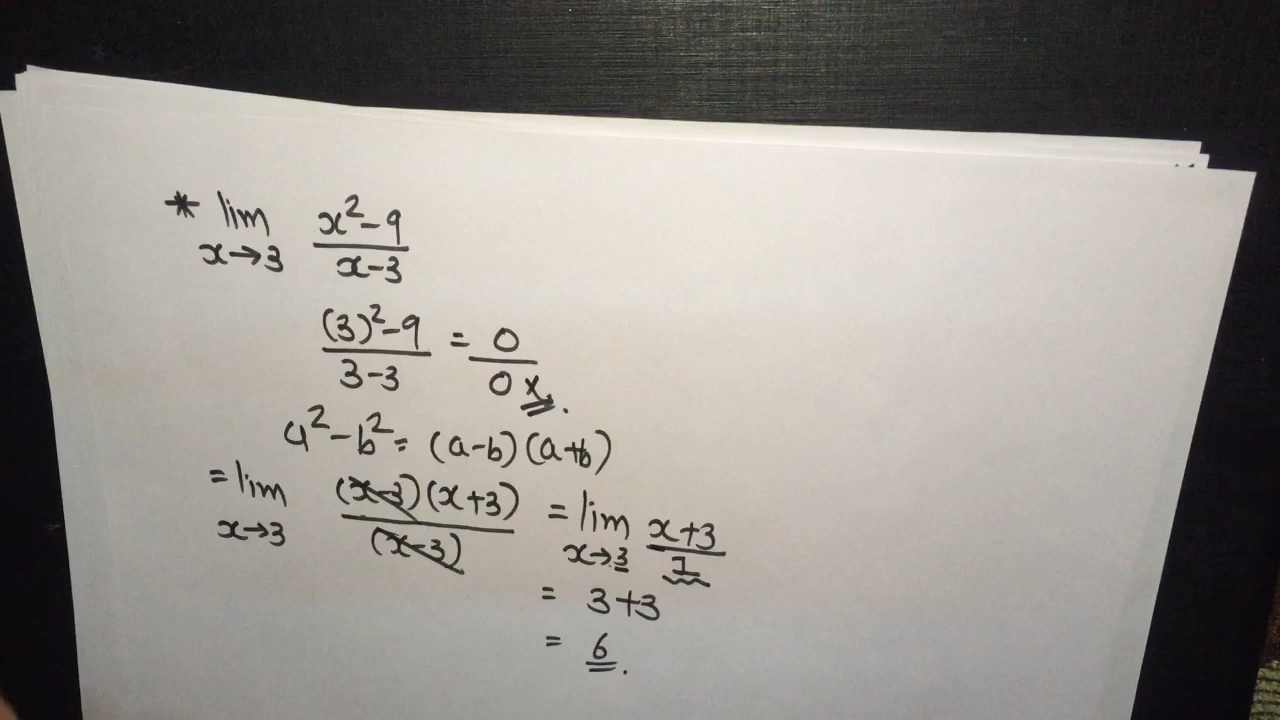 * lim x→3 (x²-9)/(x-3)
((3)²-9)/(3-3) = 0/0 x.
a²-b² = (a-b)(a+b)
= lim x→3 ((x-3)(x+3))/((x-3)) = lim x→3 (x+3)/1
= 3+3
= 6.